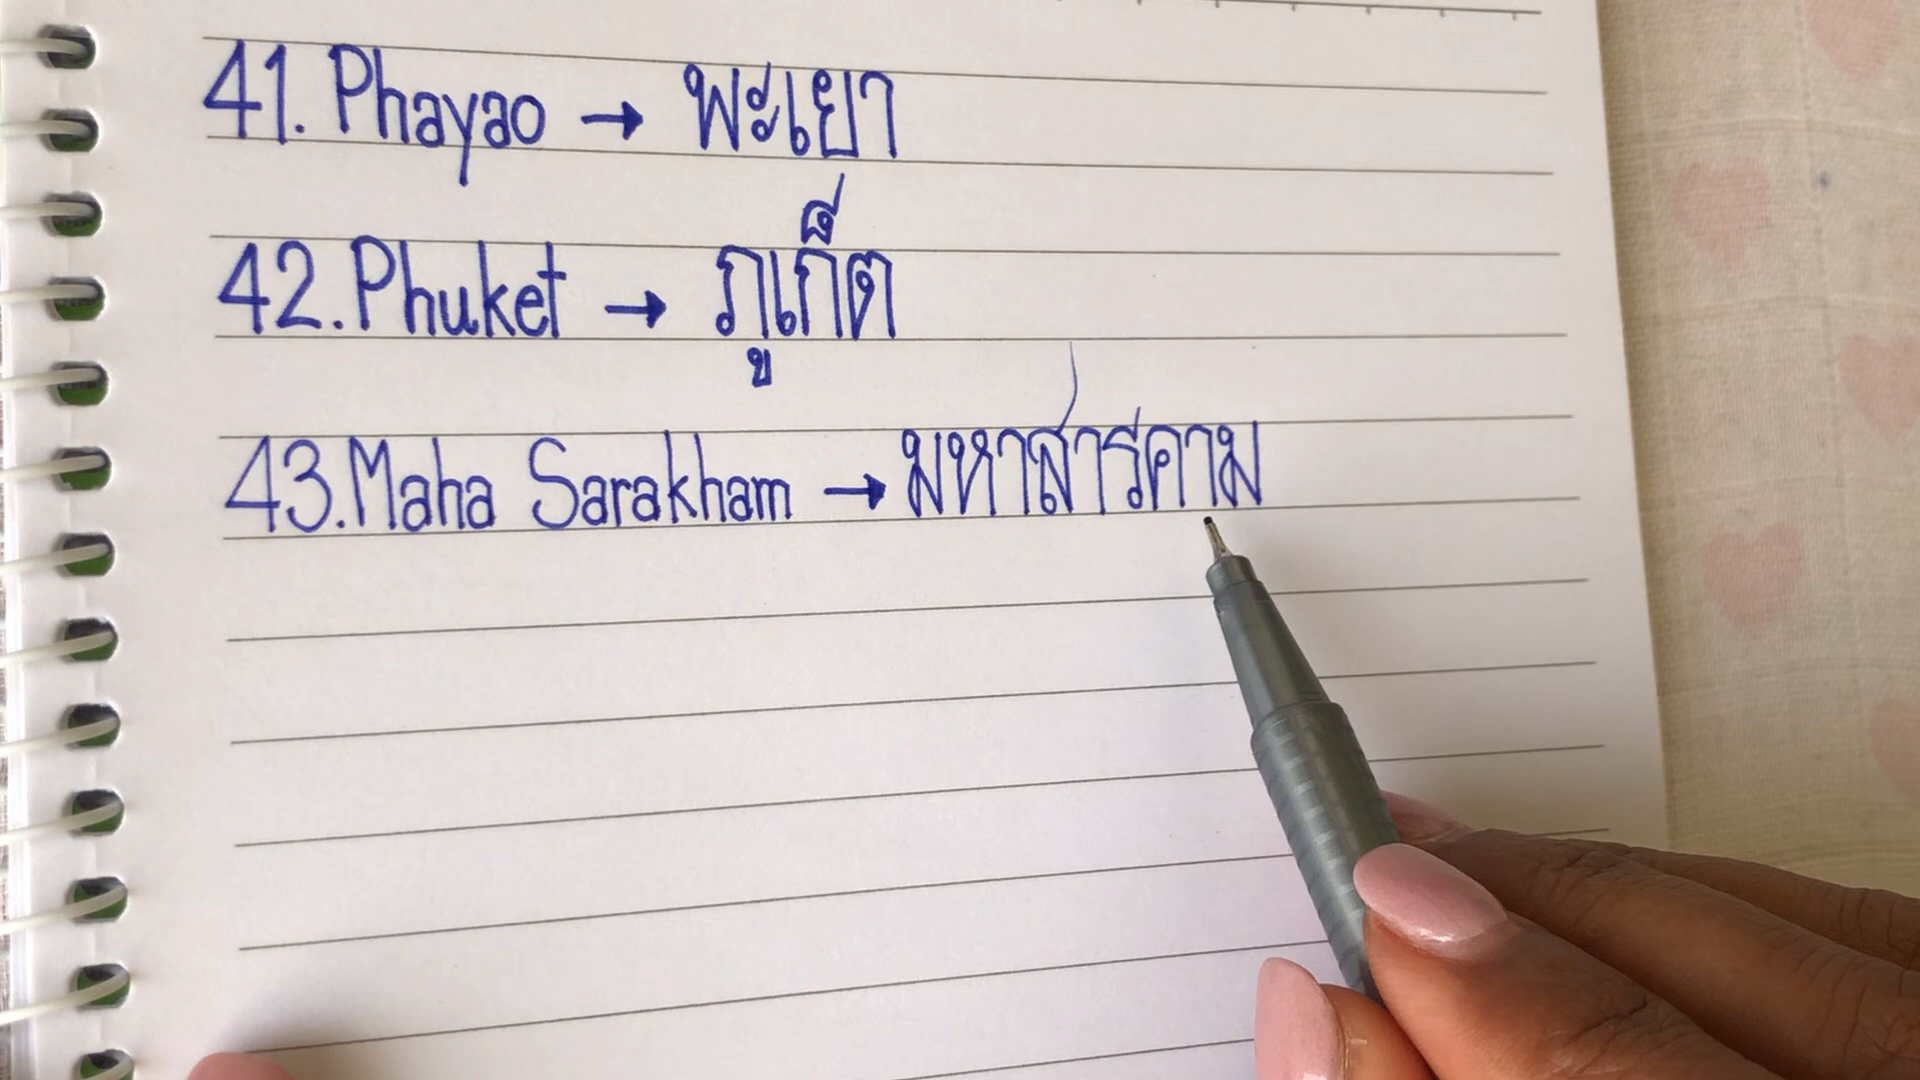 41. Phayao → พะเยา
42. Phuket → ภูเก็ต
43. Maha Sarakham → มหาสารคาม